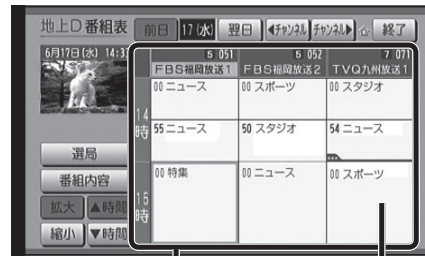 地上D番組表 前日 17(水) 翌日 ◀チャンネル チャンネル▶ 終了
6月17日(水) 14:33
5 051 5 052 7 071
FBS福岡放送1 FBS福岡放送2 TVQ九州放送1
14時
00 ニュース 00 スポーツ 00 スタジオ
55 ニュース 50 スタジオ 54 ニュース
15時
00 特集 00 ニュース 00 スポーツ
選局
番組内容
拡大 ▲時間
縮小 ▼時間